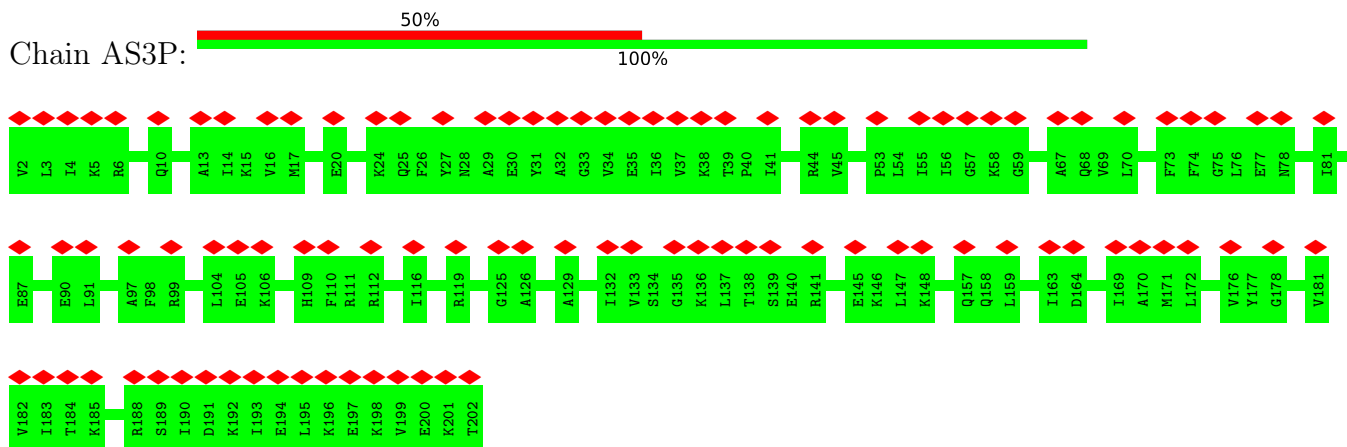 50%
Chain AS3P:
100%
V2 L3 I4 K5 R6 Q10 A13 I14 K15 V16 M17 E20 K24 Q25 F26 Y27 N28 A29 E30 Y31 A32 G33 V34 E35 I36 V37 K38 T39 P40 I41 R44 V45 P53 L54 I55 I56 G57 K58 G59 A67 Q68 V69 L70 F73 F74 G75 L76 E77 N78 I81
E87 E90 L91 A97 F98 R99 L104 E105 K106 H109 F110 R111 R112 I116 R119 G125 A126 A129 I132 V133 S134 G135 K136 L137 T138 S139 E140 R141 E145 K146 L147 K148 Q157 Q158 L159 I163 D164 I169 A170 M171 L172 V176 Y177 G178 V181
V182 I183 T184 K185 R188 S189 I190 D191 K192 I193 E194 L195 K196 E197 K198 V199 E200 K201 T202